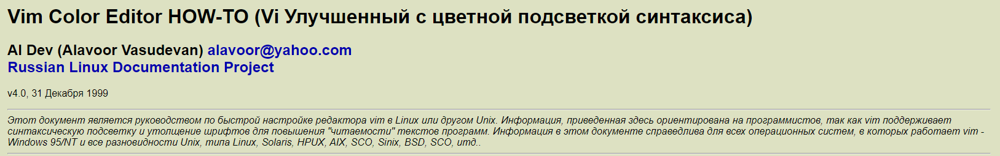 Vim Color Editor HOW-TO (Vi Улучшенный с цветной подсветкой синтаксиса)
Al Dev (Alavoor Vasudevan) alavoor@yahoo.com
Russian Linux Documentation Project
v4.0, 31 Декабря 1999
Этот документ является руководством по быстрой настройке редактора vim в Linux или другом Unix. Информация, приведенная здесь ориентирована на программистов, так как vim поддерживает
синтаксическую подсветку и утолщение шрифтов для повышения "читаемости" текстов программ. Информация в этом документе справедлива для всех операционных систем, в которых работает vim -
Windows 95/NT и все разновидности Unix, типа Linux, Solaris, HPUX, AIX, SCO, Sinix, BSD, SCO, итд..